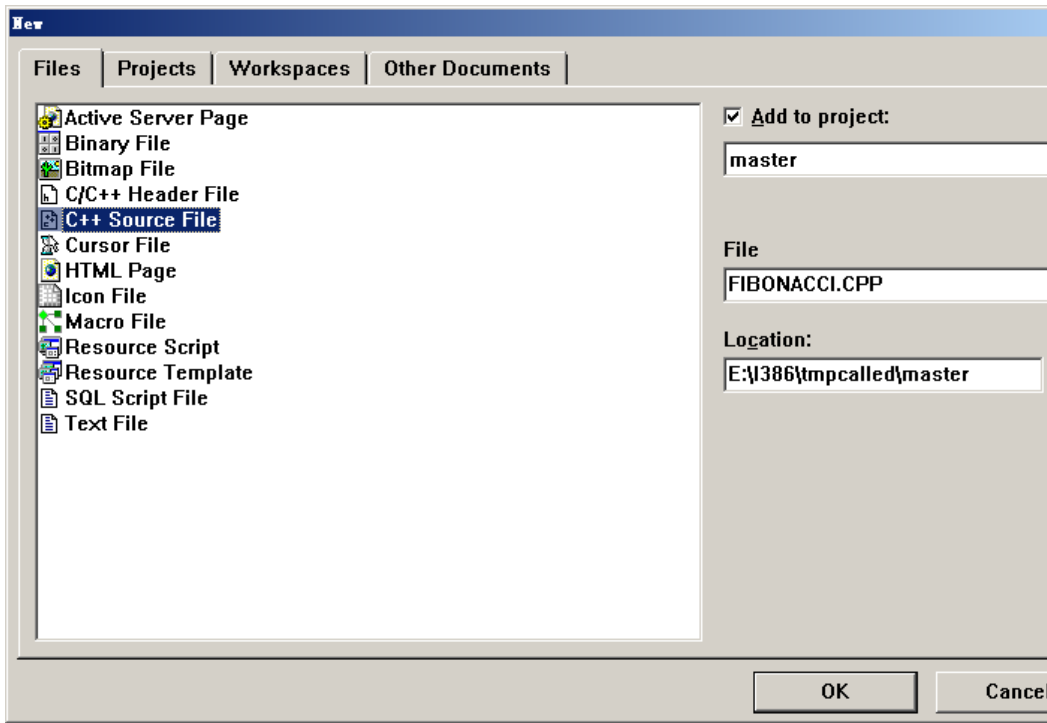 New
Files Projects Workspaces Other Documents
Active Server Page
Binary File
Bitmap File
C/C++ Header File
C++ Source File
Cursor File
HTML Page
Icon File
Macro File
Resource Script
Resource Template
SQL Script File
Text File
Add to project:
master
File
FIBONACCI.CPP
Location:
E:\I386\tmpcalled\master
OK Cancel